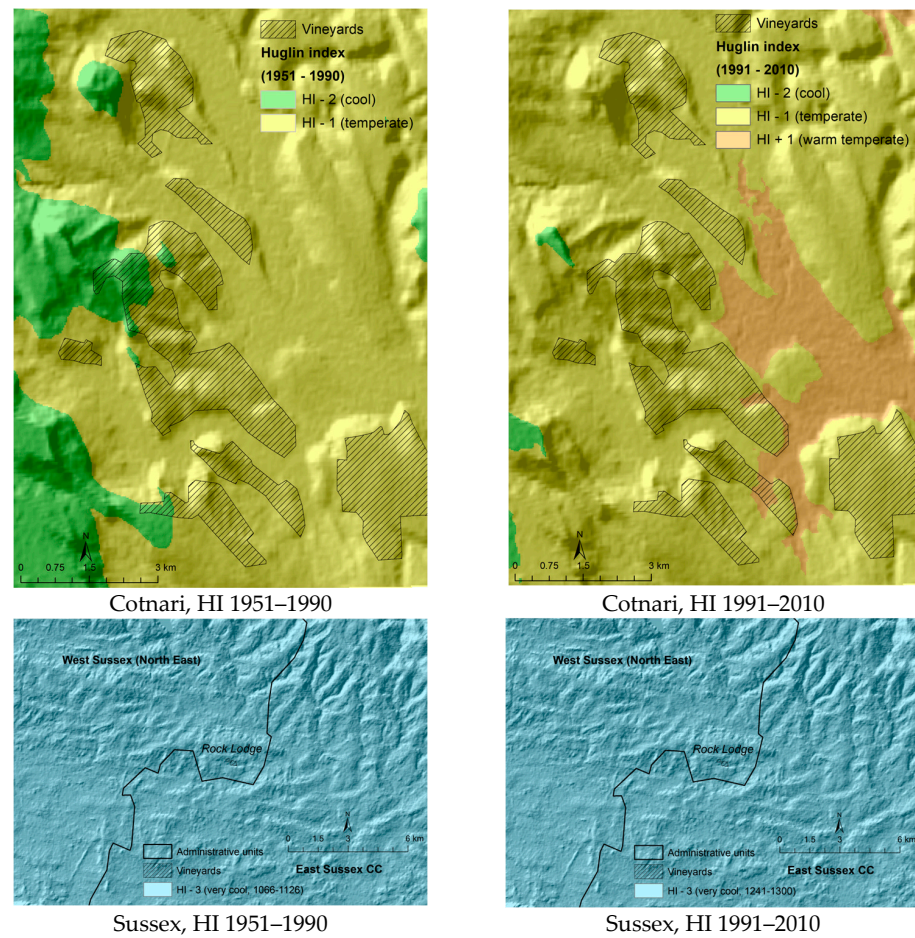 Vineyards
Huglin index
(1951 - 1990)
HI - 2 (cool)
HI - 1 (temperate)
N
0 0.75 1.5 3 km
Cotnari, HI 1951–1990
Vineyards
Huglin index
(1991 - 2010)
HI - 2 (cool)
HI - 1 (temperate)
HI + 1 (warm temperate)
N
0 0.75 1.5 3 km
Cotnari, HI 1991–2010
West Sussex (North East)
Rock Lodge
N
0 1.5 3 6 km
Administrative units
Vineyards
East Sussex CC
HI - 3 (very cool, 1066-1126)
Sussex, HI 1951–1990
West Sussex (North East)
Rock Lodge
N
0 1.5 3 6 km
Administrative units
Vineyards
East Sussex CC
HI - 3 (very cool, 1241-1300)
Sussex, HI 1991–2010